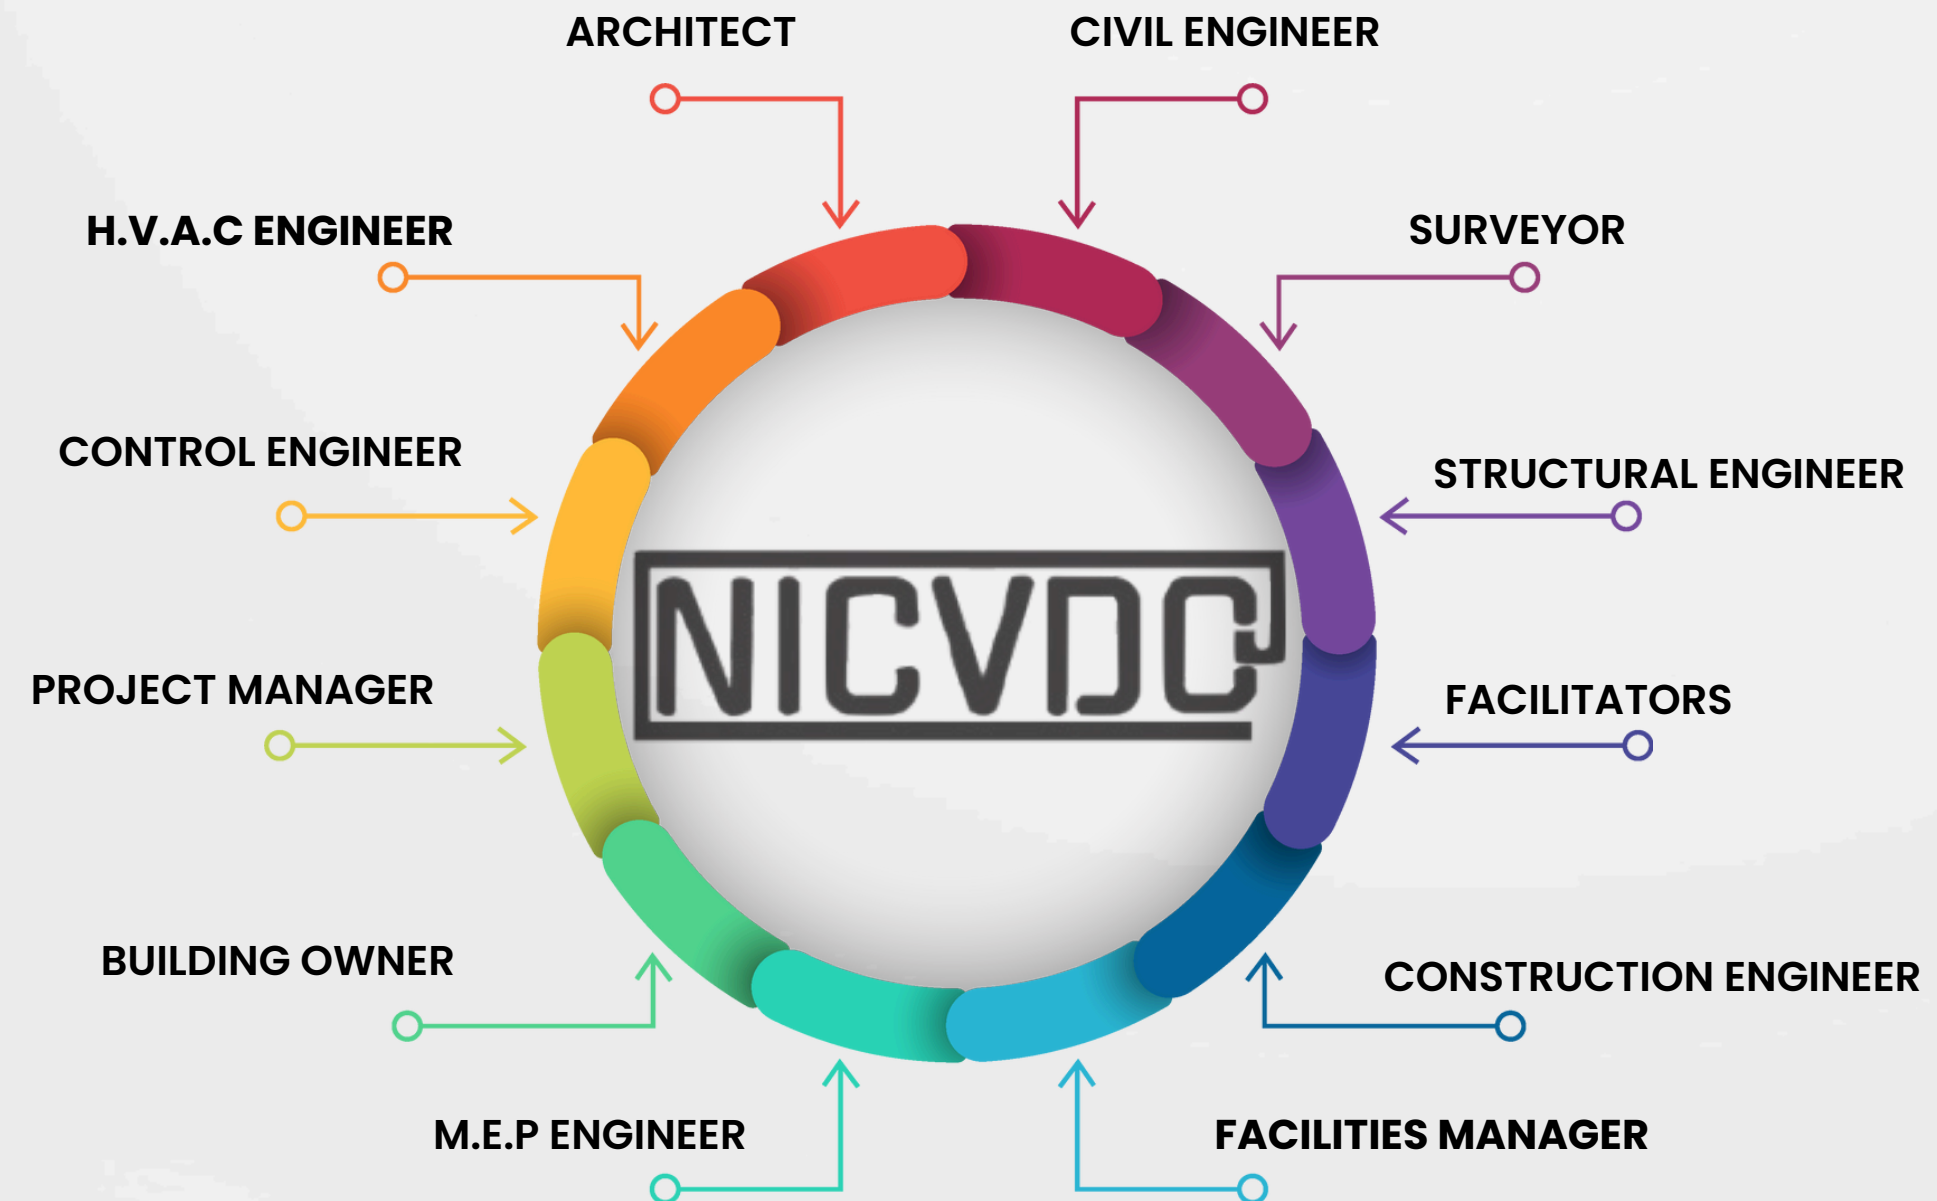 ARCHITECT
CIVIL ENGINEER
H.V.A.C ENGINEER
SURVEYOR
CONTROL ENGINEER
STRUCTURAL ENGINEER
NICVDC
PROJECT MANAGER
FACILITATORS
BUILDING OWNER
CONSTRUCTION ENGINEER
M.E.P ENGINEER
FACILITIES MANAGER